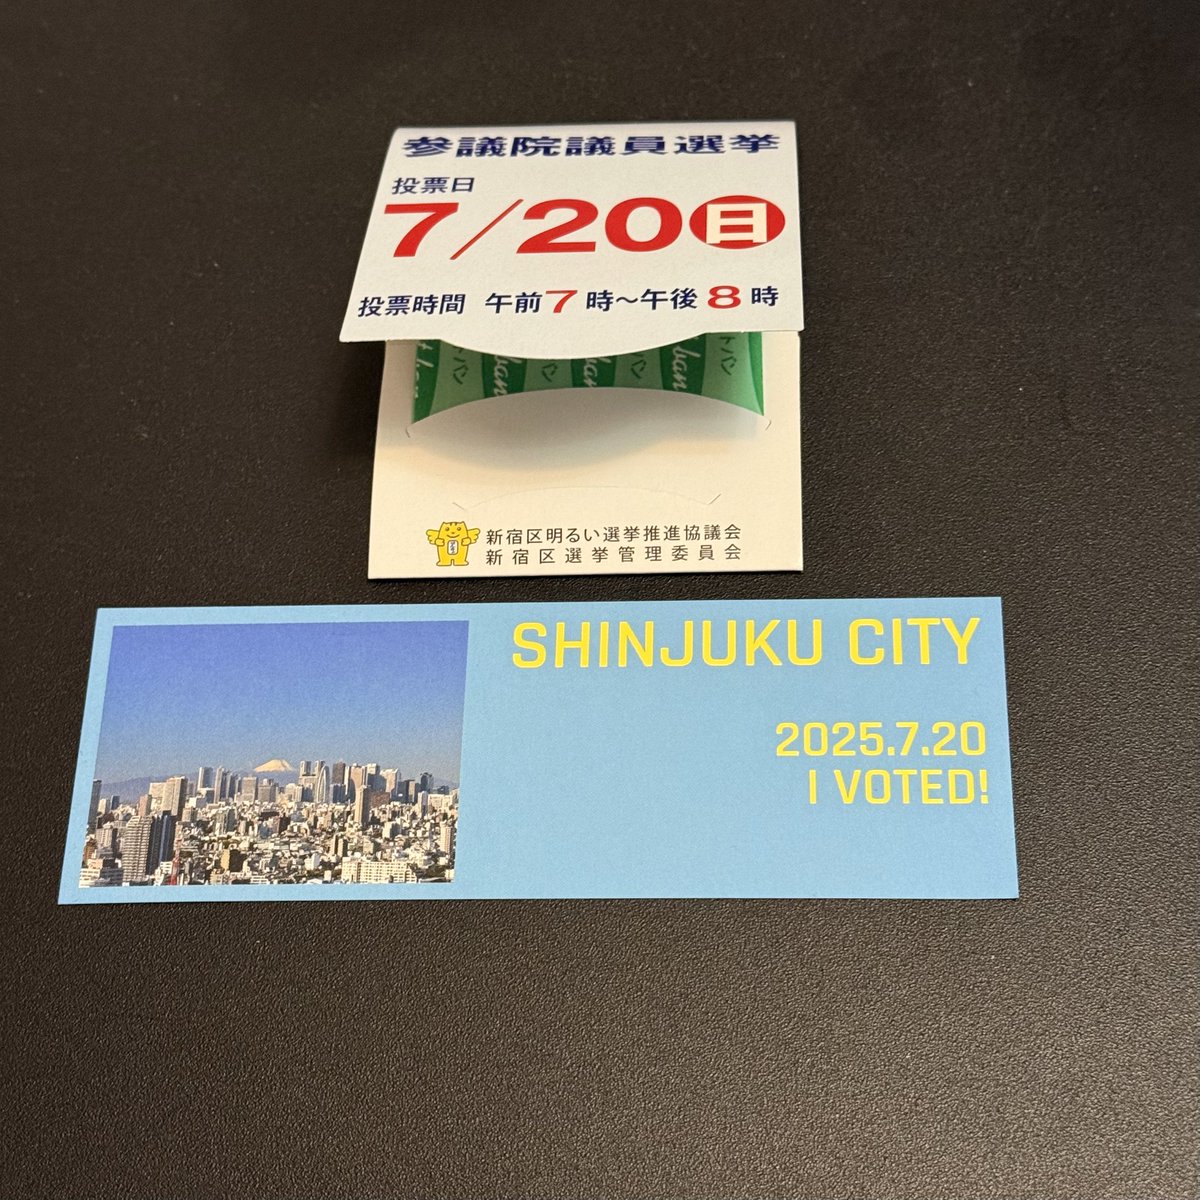 参議院議員選挙
投票日
7/20日
投票時間 午前7時～午後8時
新宿区明るい選挙推進協議会
新宿区選挙管理委員会
SHINJUKU CITY
2025.7.20
I VOTED!